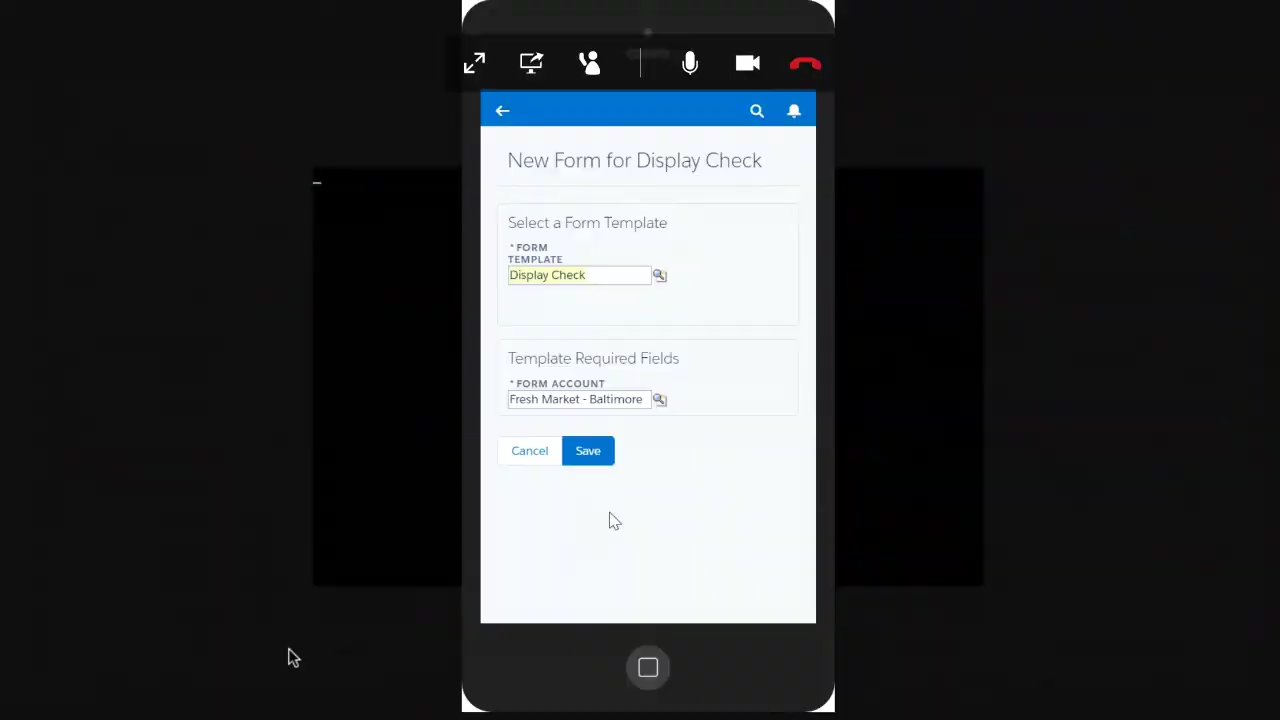 New Form for Display Check
Select a Form Template
* FORM
TEMPLATE
Display Check
Template Required Fields
* FORM ACCOUNT
Fresh Market - Baltimore
Cancel
Save